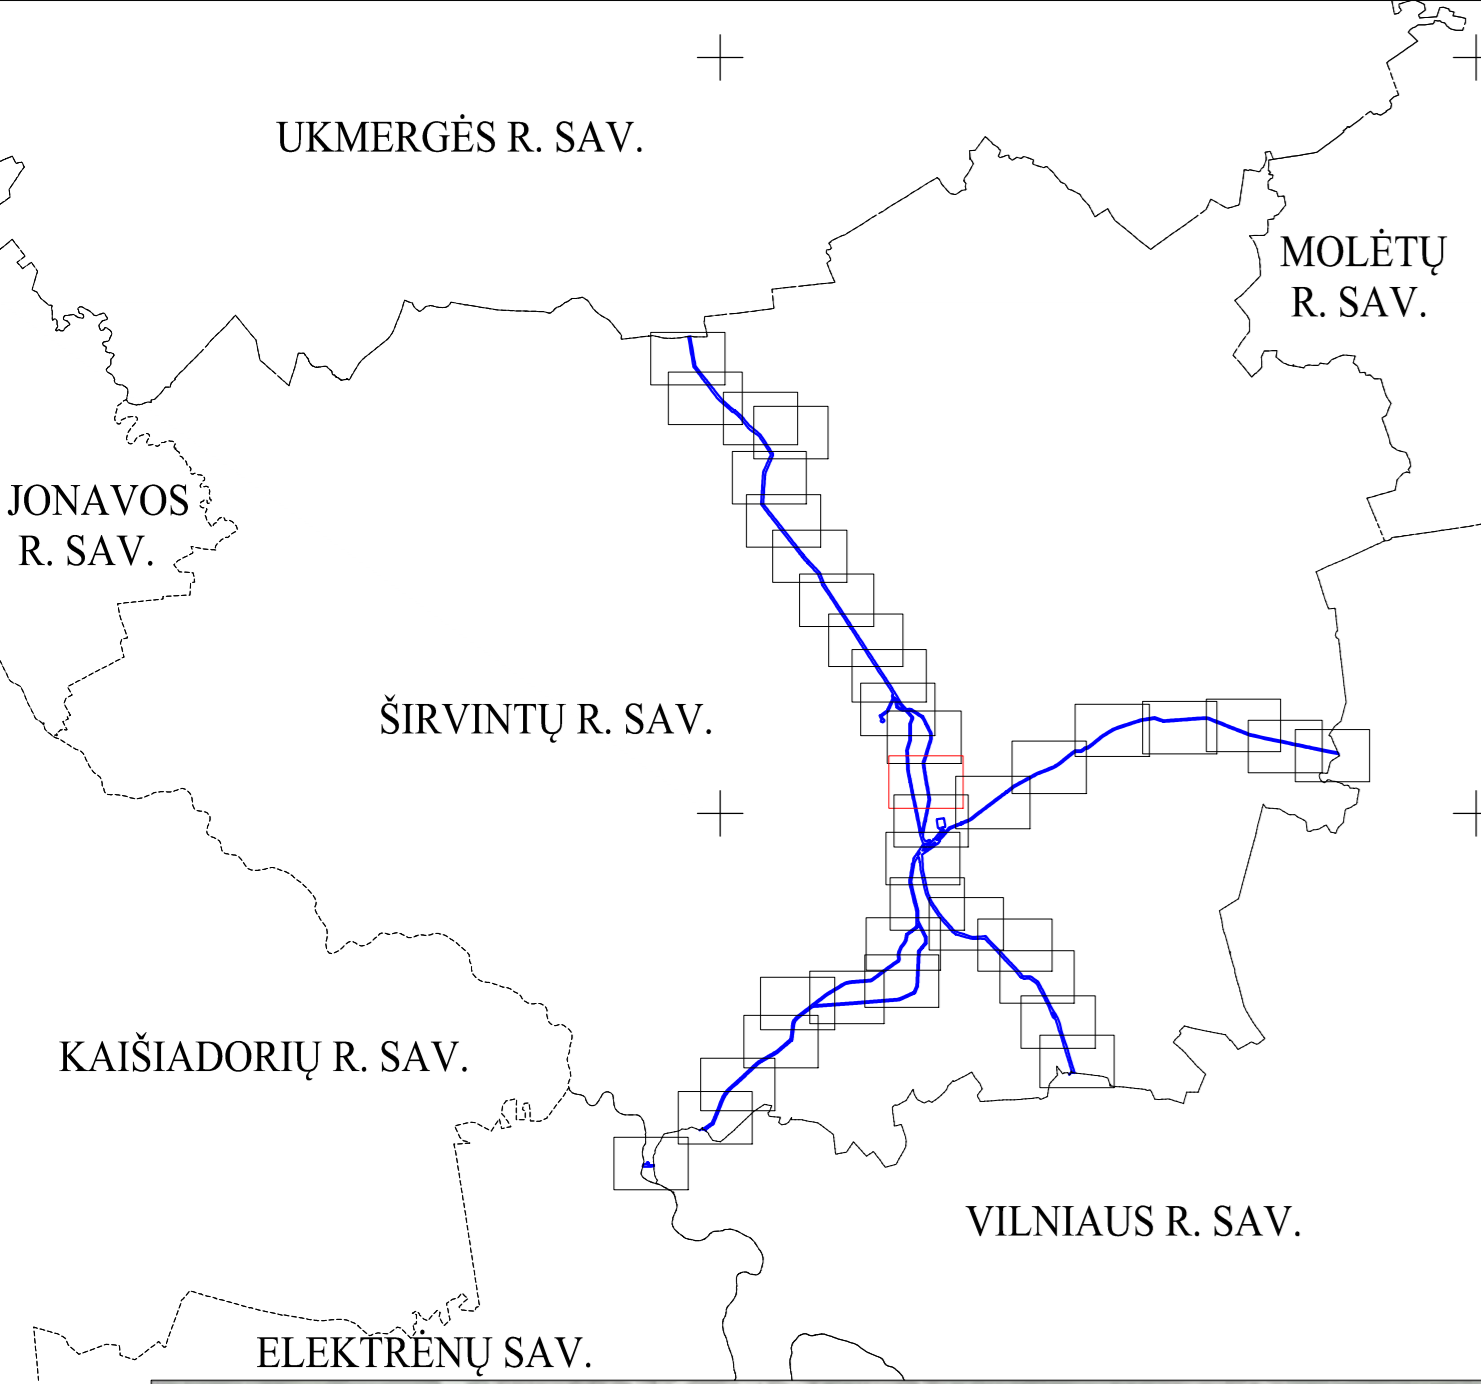 UKMERGĖS R. SAV.
MOLĖTŲ
R. SAV.
JONAVOS
R. SAV.
ŠIRVINTŲ R. SAV.
KAIŠIADORIŲ R. SAV.
VILNIAUS R. SAV.
ELEKTRĖNŲ SAV.